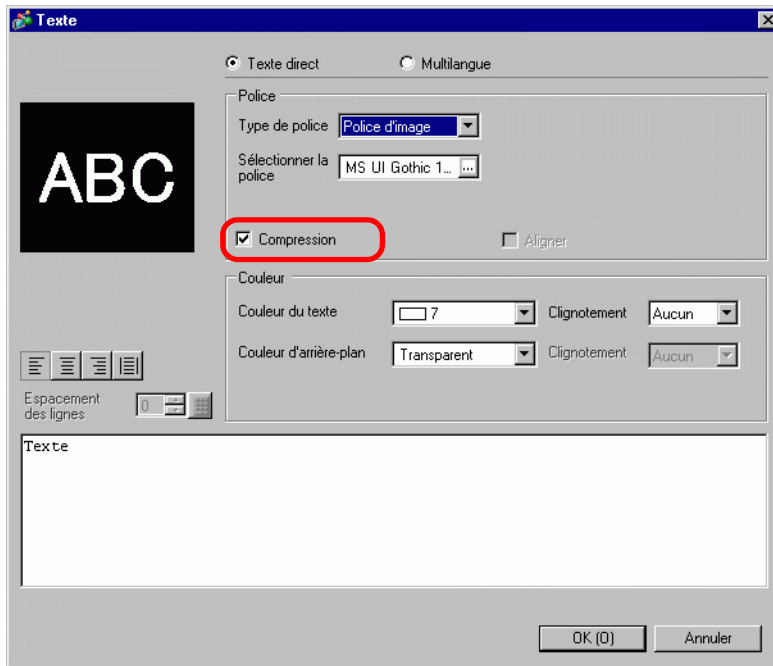 Texte
Texte direct
Multilangue
Police
Type de police
Police d'image
Sélectionner la
police
MS UI Gothic 1...
...
ABC
Compression
Aligner
Couleur
Couleur du texte
7
Clignotement
Aucun
Couleur d'arrière-plan
Transparent
Clignotement
Aucun
Espacement
des lignes
0
Texte
OK (O)
Annuler